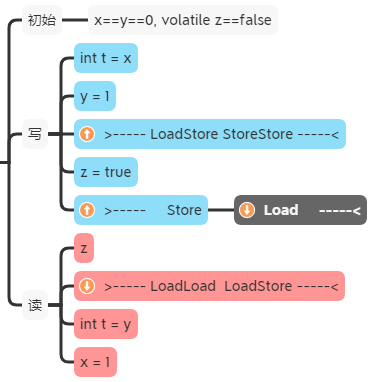 初始
x==y==0, volatile z==false
写
int t = x
y = 1
>----- LoadStore StoreStore -----<
z = true
>----- Store
Load -----<
读
z
>----- LoadLoad LoadStore -----<
int t = y
x = 1